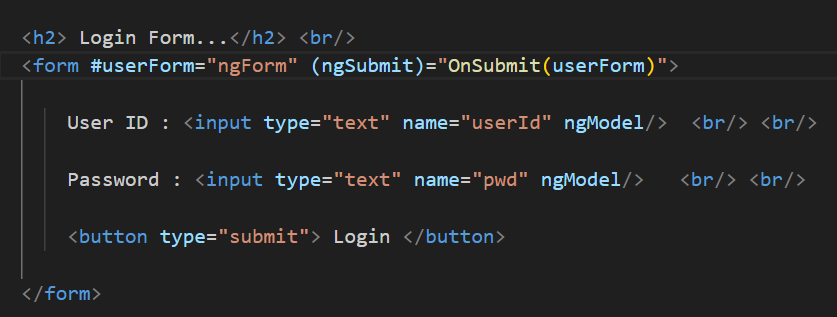 <h2> Login Form...</h2> <br/>
<form #userForm="ngForm" (ngSubmit)="OnSubmit(userForm)">
User ID : <input type="text" name="userId" ngModel/>  <br/> <br/>
Password : <input type="text" name="pwd" ngModel/>   <br/> <br/>
<button type="submit"> Login </button>
</form>